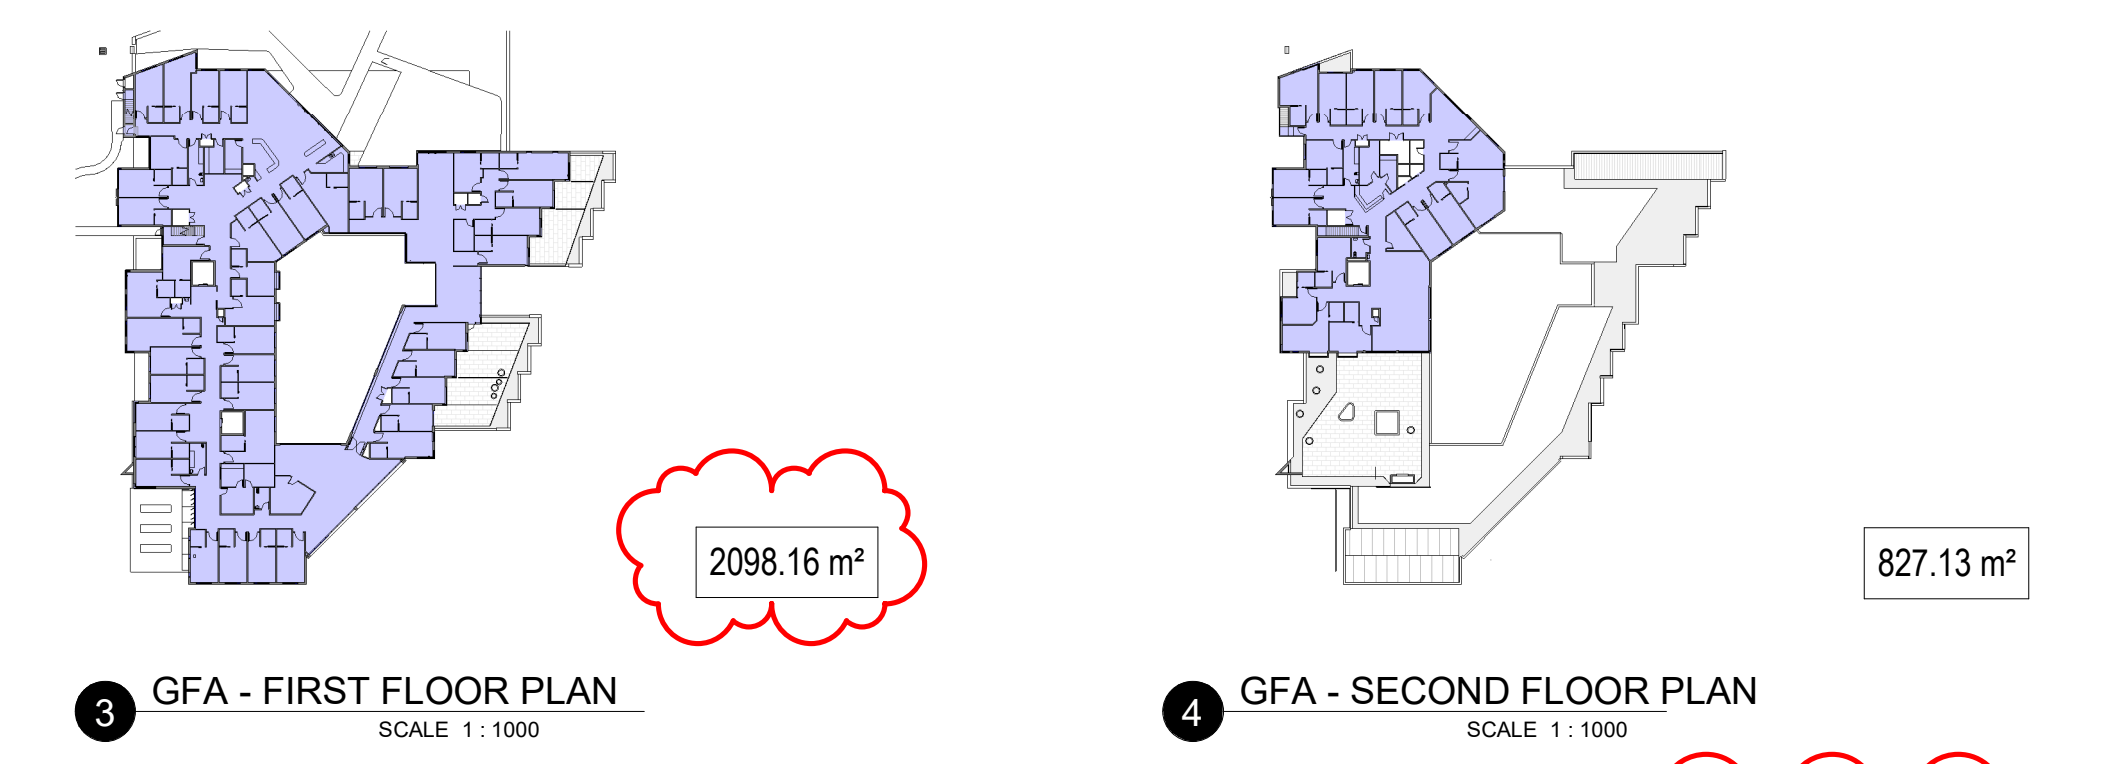 2098.16 m²
827.13 m²
3 GFA - FIRST FLOOR PLAN
SCALE 1 : 1000
4 GFA - SECOND FLOOR PLAN
SCALE 1 : 1000